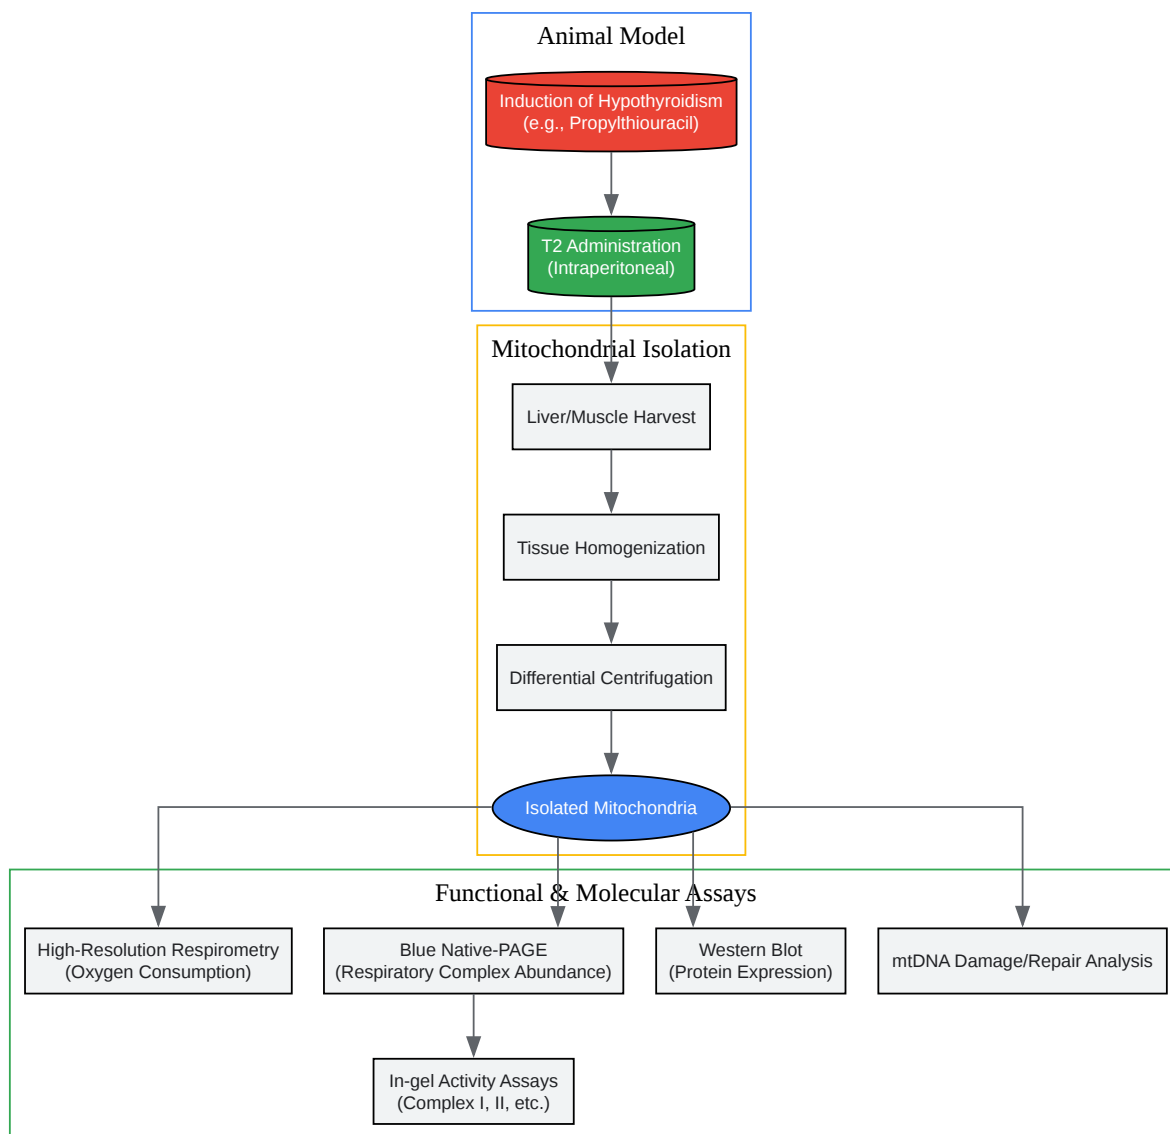 Animal Model
Induction of Hypothyroidism
(e.g., Propylthiouracil)
T2 Administration
(Intraperitoneal)
Mitochondrial Isolation
Liver/Muscle Harvest
Tissue Homogenization
Differential Centrifugation
Isolated Mitochondria
Functional & Molecular Assays
High-Resolution Respirometry
(Oxygen Consumption)
Blue Native-PAGE
(Respiratory Complex Abundance)
Western Blot
(Protein Expression)
mtDNA Damage/Repair Analysis
In-gel Activity Assays
(Complex I, II, etc.)